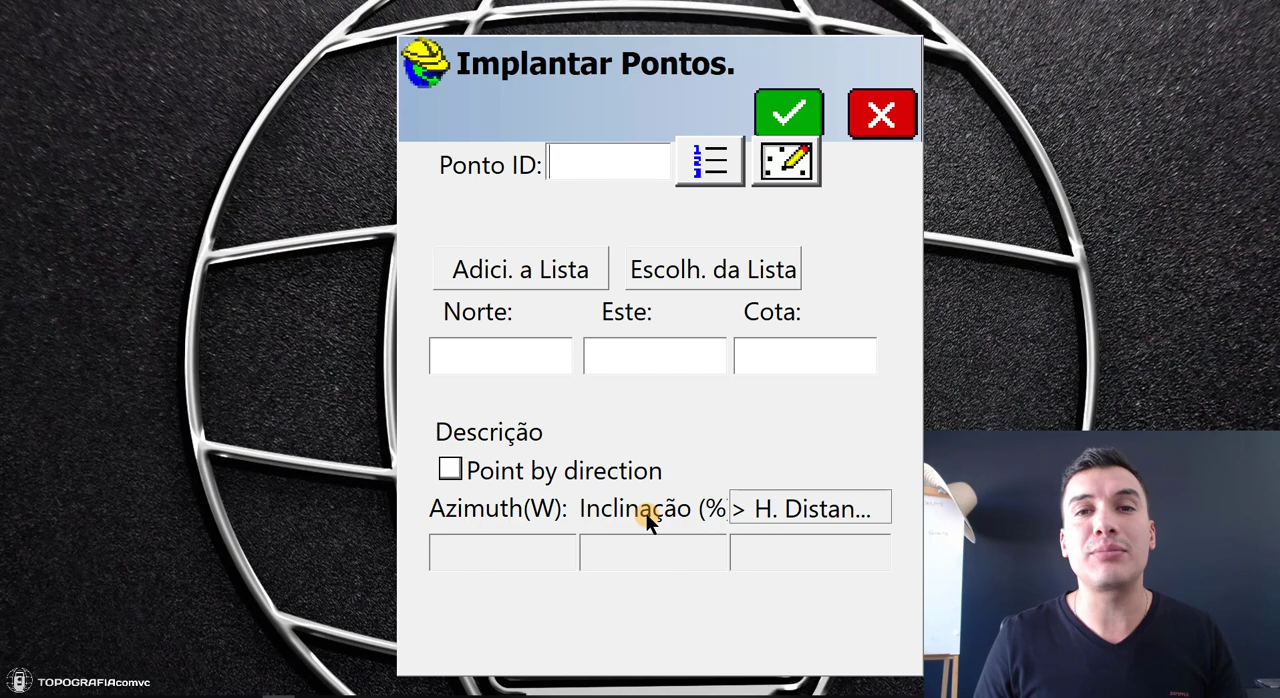 Implantar Pontos.
Ponto ID:
Adici. a Lista Escolh. da Lista
Norte: Este: Cota:
Descrição
Point by direction
Azimuth(W): Inclinação (% > H. Distan...
TOPOGRAFIAcomvc